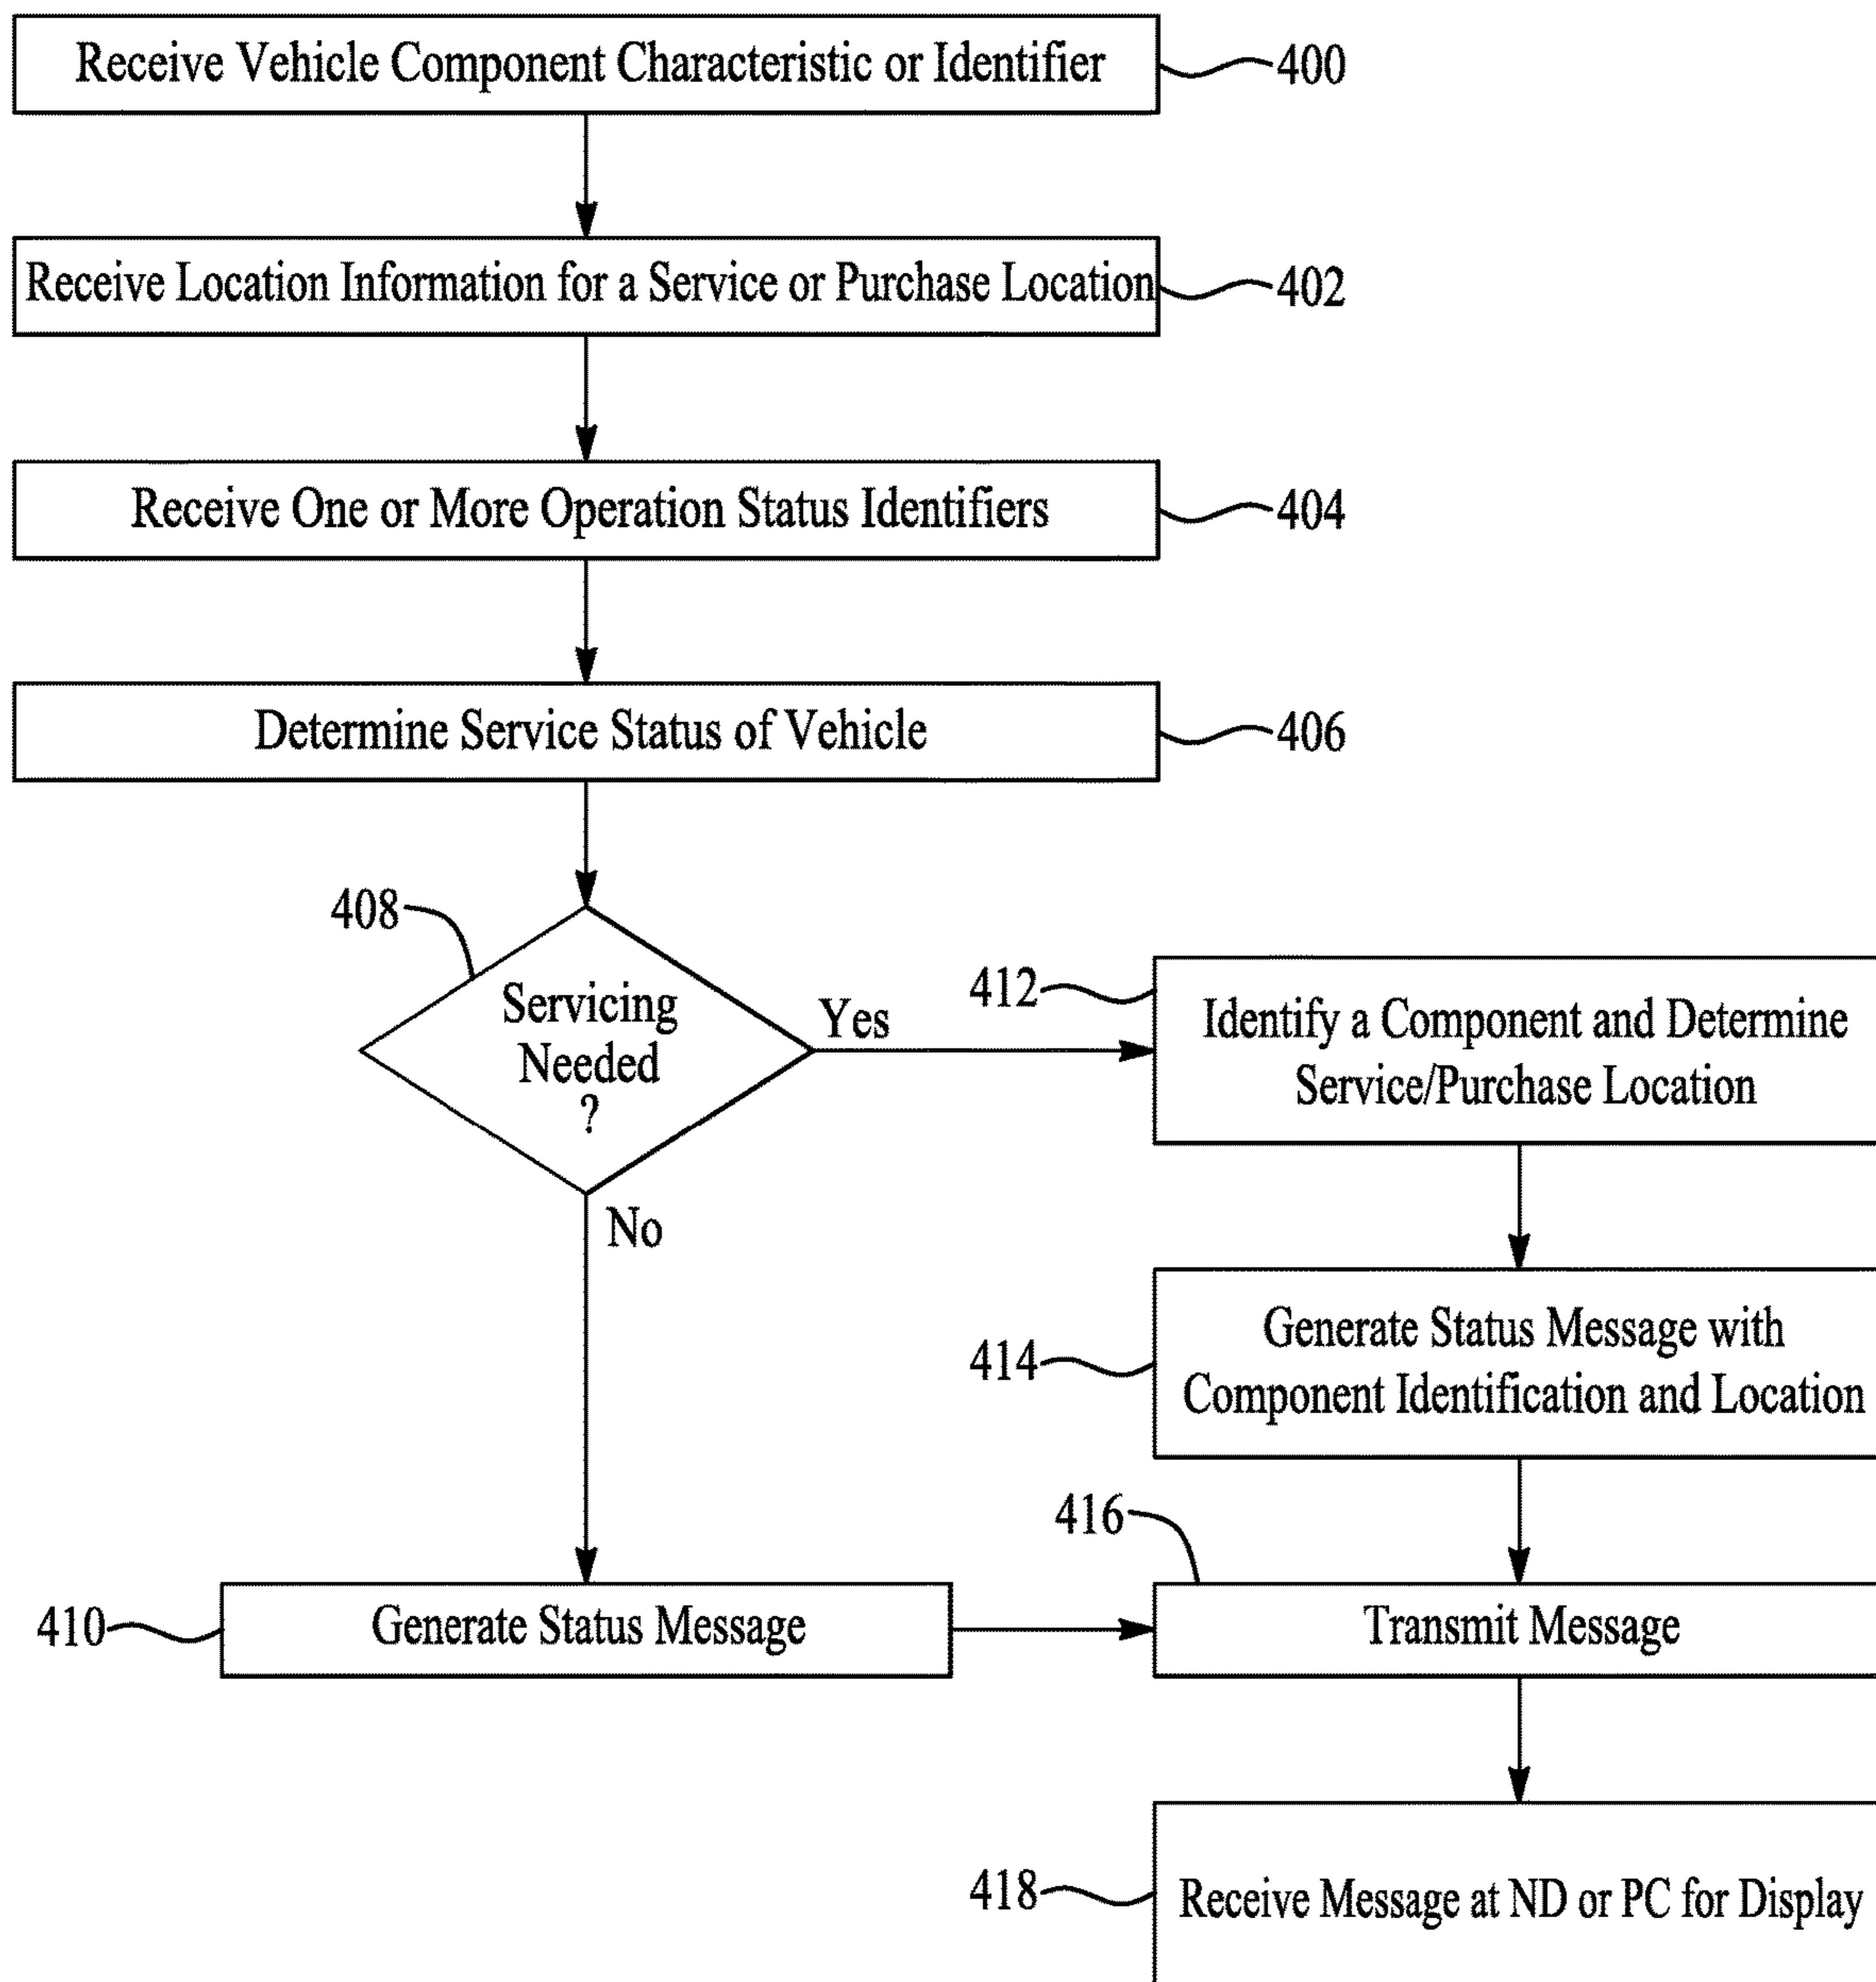 Receive Vehicle Component Characteristic or Identifier
400
Receive Location Information for a Service or Purchase Location
402
Receive One or More Operation Status Identifiers
404
Determine Service Status of Vehicle
406
408
Servicing
Needed
?
Yes
No
412
Identify a Component and Determine
Service/Purchase Location
414
Generate Status Message with
Component Identification and Location
416
410
Generate Status Message
Transmit Message
418
Receive Message at ND or PC for Display